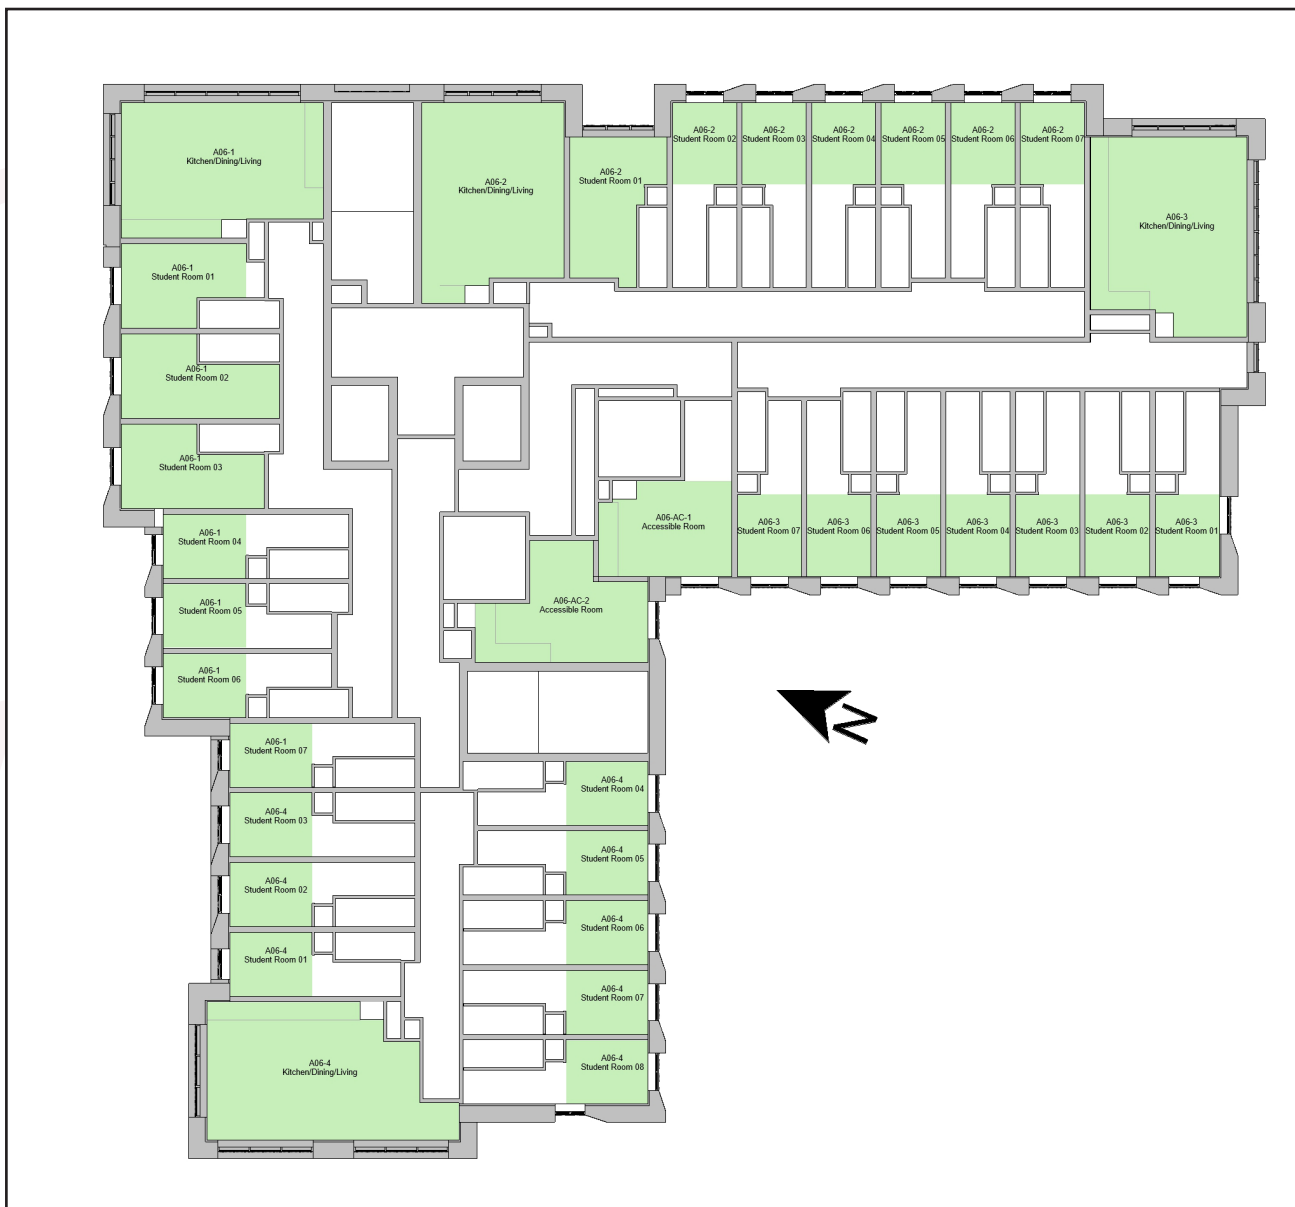 A06-1
Kitchen/Dining/Living
A06-2
Kitchen/Dining/Living
A06-2
Student Room 01
A06-2
Student Room 02
A06-2
Student Room 03
A06-2
Student Room 04
A06-2
Student Room 05
A06-2
Student Room 06
A06-2
Student Room 07
A06-3
Kitchen/Dining/Living
A06-1
Student Room 01
A06-1
Student Room 02
A06-1
Student Room 03
A06-1
Student Room 04
A06-1
Student Room 05
A06-1
Student Room 06
A06-AC-1
Accessible Room
A06-3
Student Room 07
A06-3
Student Room 06
A06-3
Student Room 05
A06-3
Student Room 04
A06-3
Student Room 03
A06-3
Student Room 02
A06-3
Student Room 01
A06-AC-2
Accessible Room
N
A06-1
Student Room 07
A06-4
Student Room 03
A06-4
Student Room 02
A06-4
Student Room 01
A06-4
Student Room 04
A06-4
Student Room 05
A06-4
Student Room 06
A06-4
Student Room 07
A06-4
Student Room 08
A06-4
Kitchen/Dining/Living